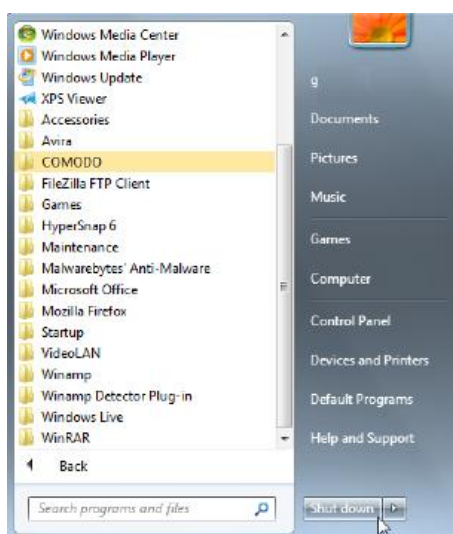 Windows Media Center
Windows Media Player
Windows Update
XPS Viewer
Accessories
Avira
COMODO
FileZilla FTP Client
Games
HyperSnap 6
Maintenance
Malwarebytes' Anti-Malware
Microsoft Office
Mozilla Firefox
Startup
VideoLAN
Winamp
Winamp Detector Plug-in
Windows Live
WinRAR
Back
Search programs and files
g
Documents
Pictures
Music
Games
Computer
Control Panel
Devices and Printers
Default Programs
Help and Support
Shut down